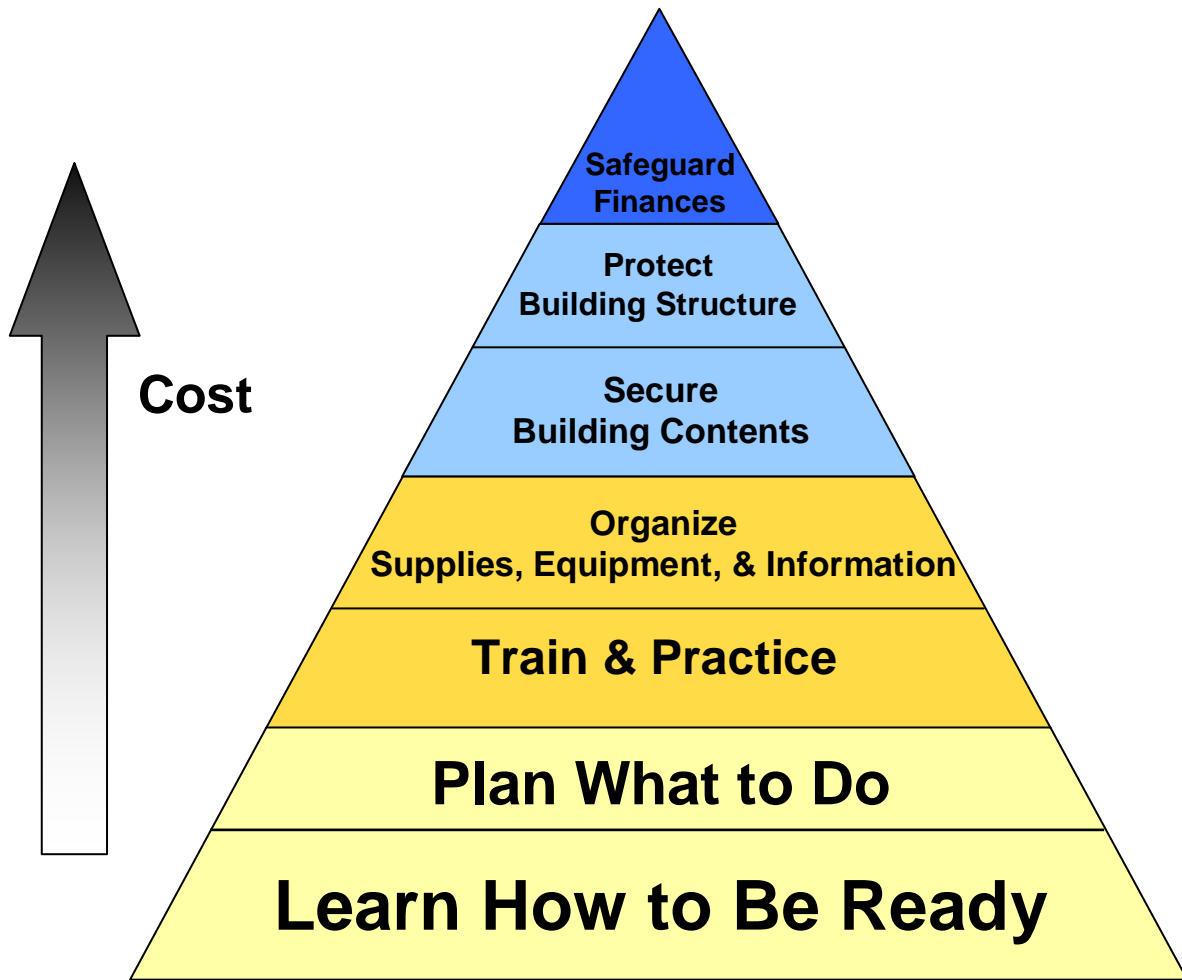 Safeguard
Finances
Protect
Building Structure
Cost
Secure
Building Contents
Organize
Supplies, Equipment, & Information
Train & Practice
Plan What to Do
Learn How to Be Ready